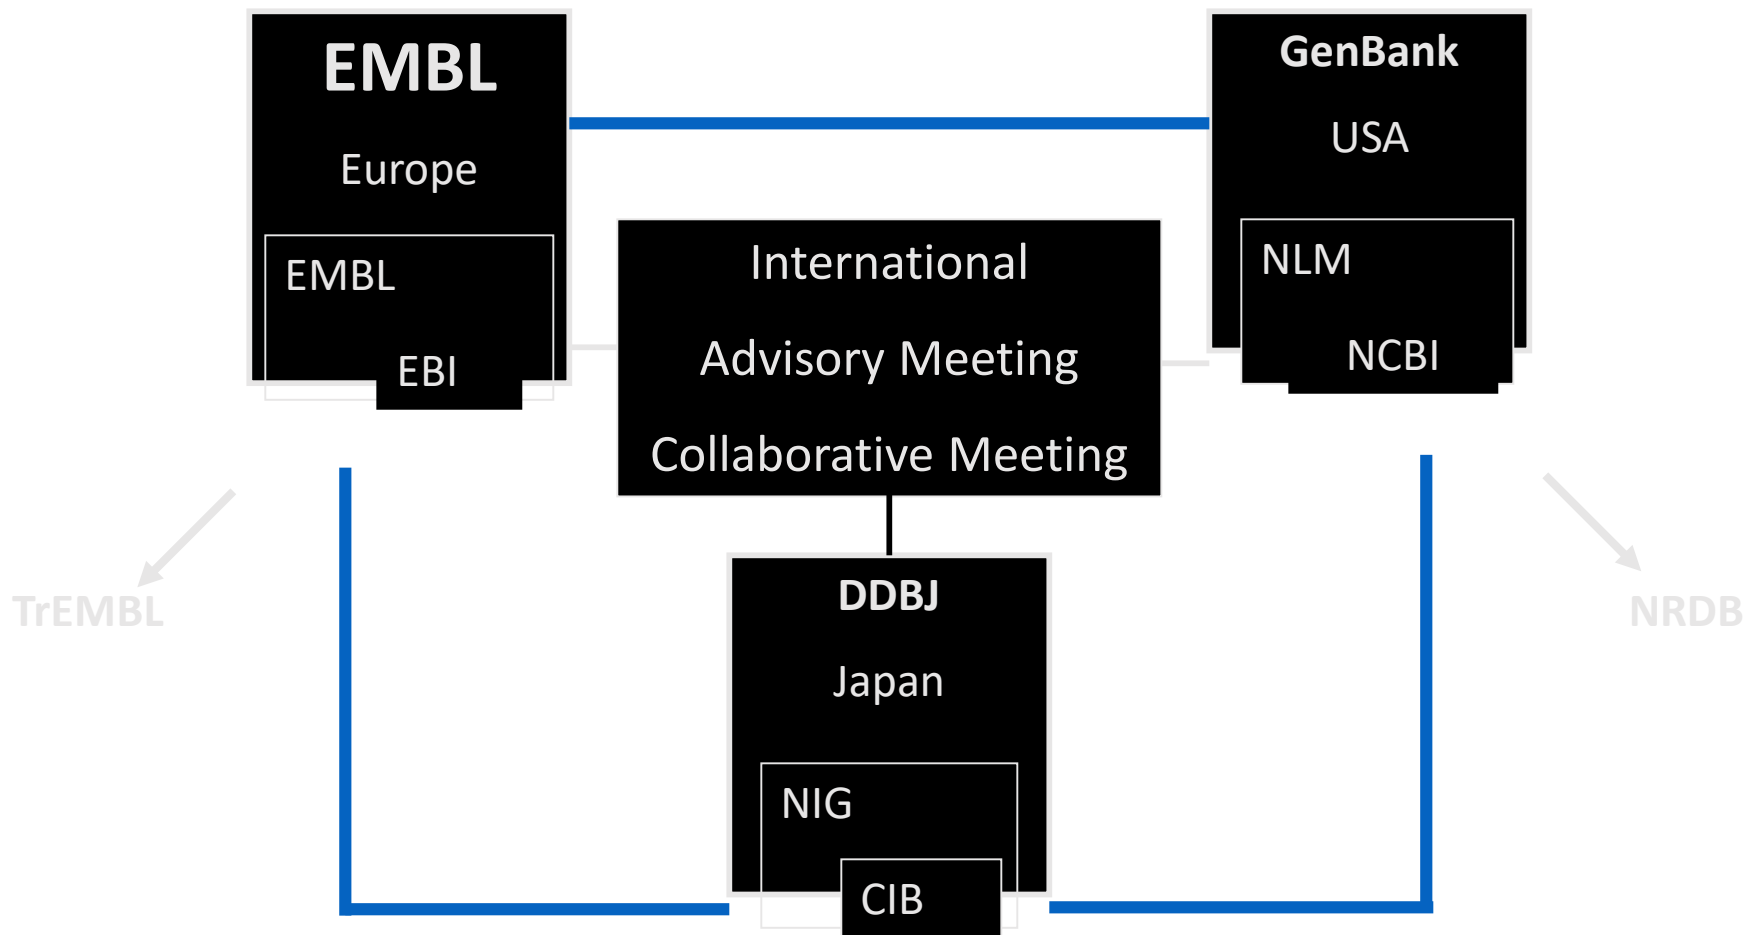 EMBL
Europe
EMBL
EBI
GenBank
USA
NLM
NCBI
International
Advisory Meeting
Collaborative Meeting
TrEMBL
NRDB
DDBJ
Japan
NIG
CIB